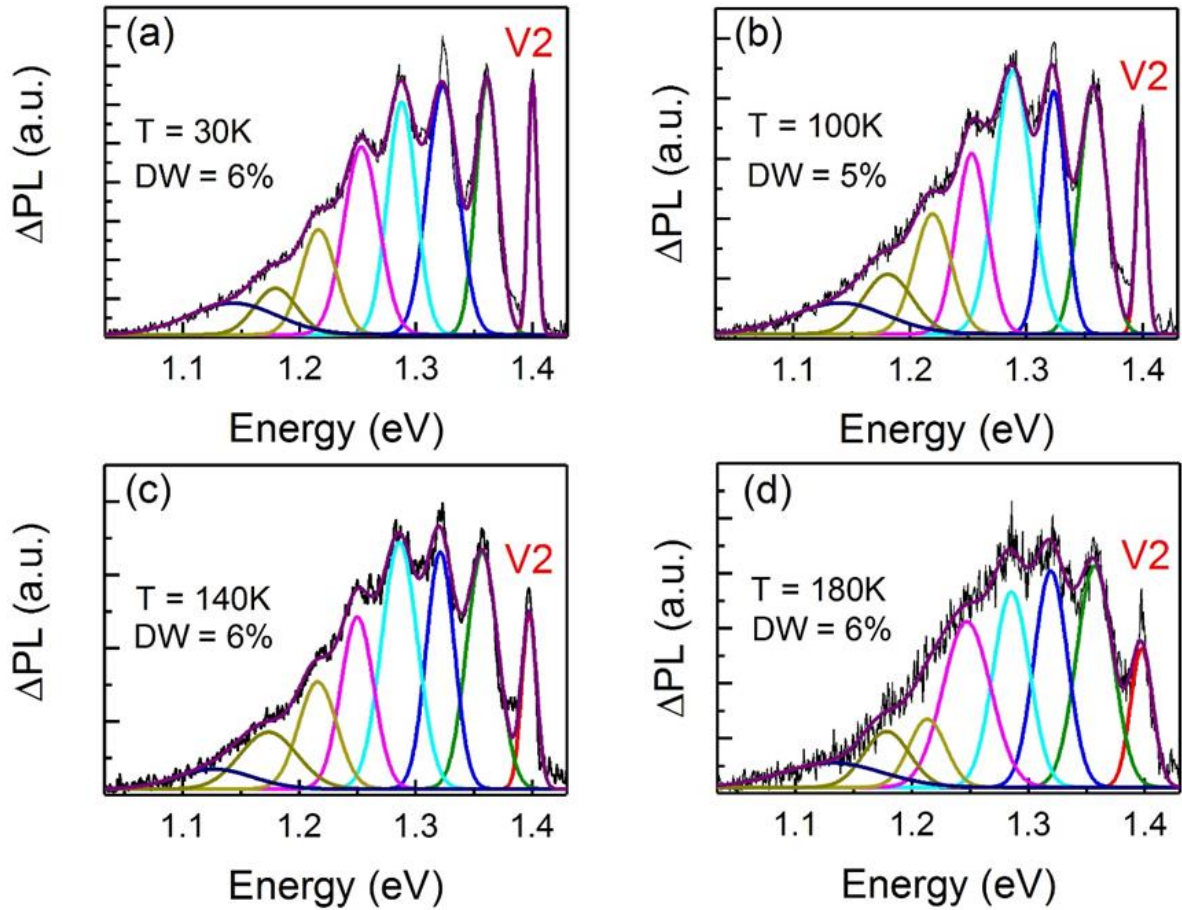 (a)
V2
T = 30K
DW = 6%
ΔPL (a.u.)
1.1 1.2 1.3 1.4
Energy (eV)
(b)
V2
T = 100K
DW = 5%
ΔPL (a.u.)
1.1 1.2 1.3 1.4
Energy (eV)
(c)
V2
T = 140K
DW = 6%
ΔPL (a.u.)
1.1 1.2 1.3 1.4
Energy (eV)
(d)
V2
T = 180K
DW = 6%
ΔPL (a.u.)
1.1 1.2 1.3 1.4
Energy (eV)